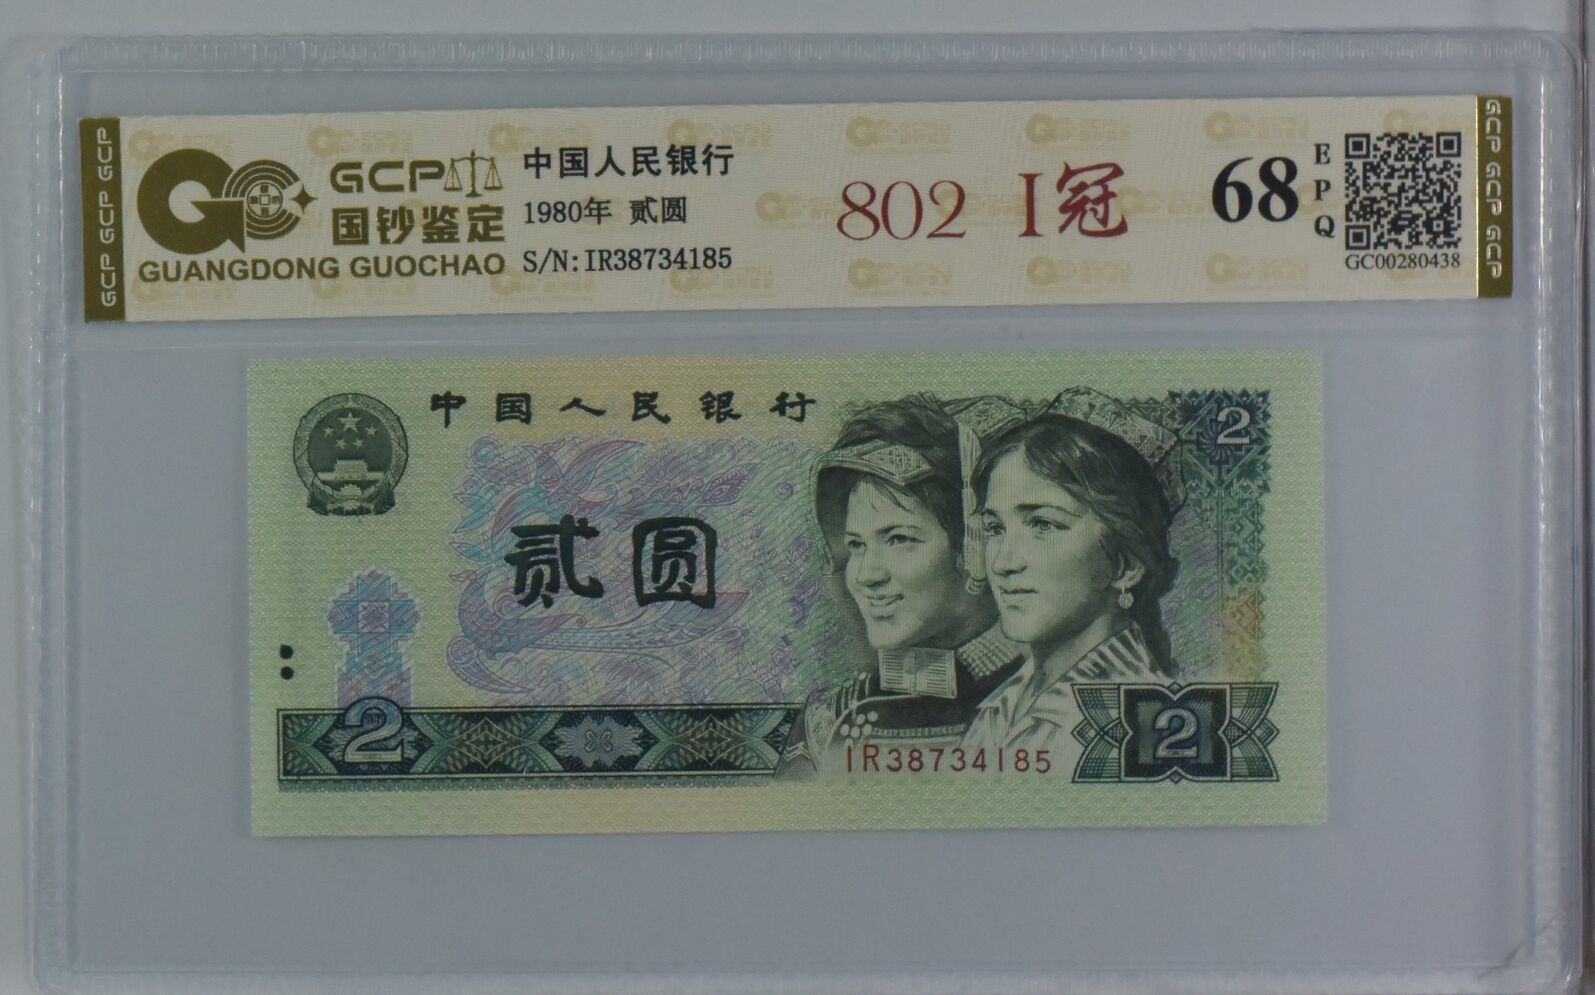 GCP GCP GCP
GCP
国钞鉴定
GUANGDONG GUOCHAO
中国人民银行
1980年 贰圆
S/N:IR38734185
802 I冠
68
EPQ
GC00280438
GCP GCP GCP
中国人民银行
2
贰圆
2
IR38734185
2